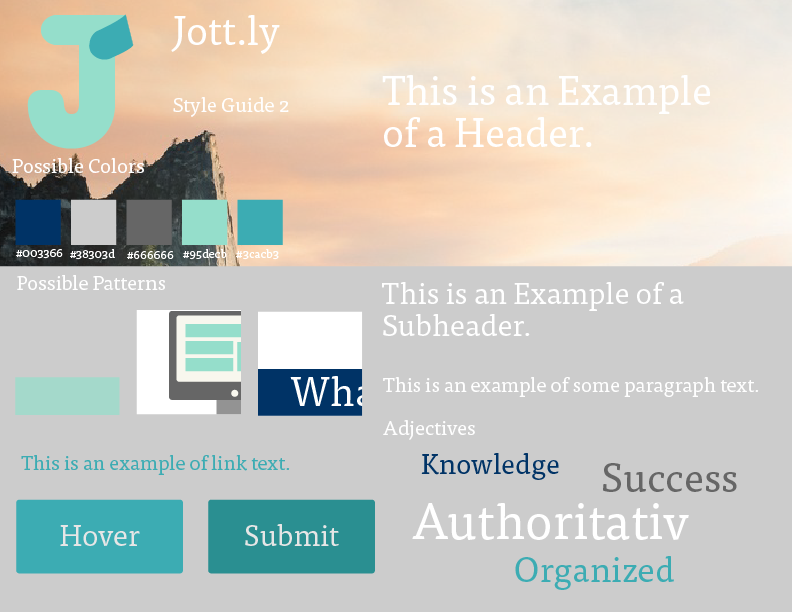 Jott.ly
Style Guide 2
This is an Example
of a Header.
Possible Colors
#003366 #38303d #666666 #95decb #3cacb3
Possible Patterns
Wha
This is an Example of a
Subheader.
This is an example of some paragraph text.
Adjectives
Knowledge
Success
Authoritativ
Organized
This is an example of link text.
Hover
Submit